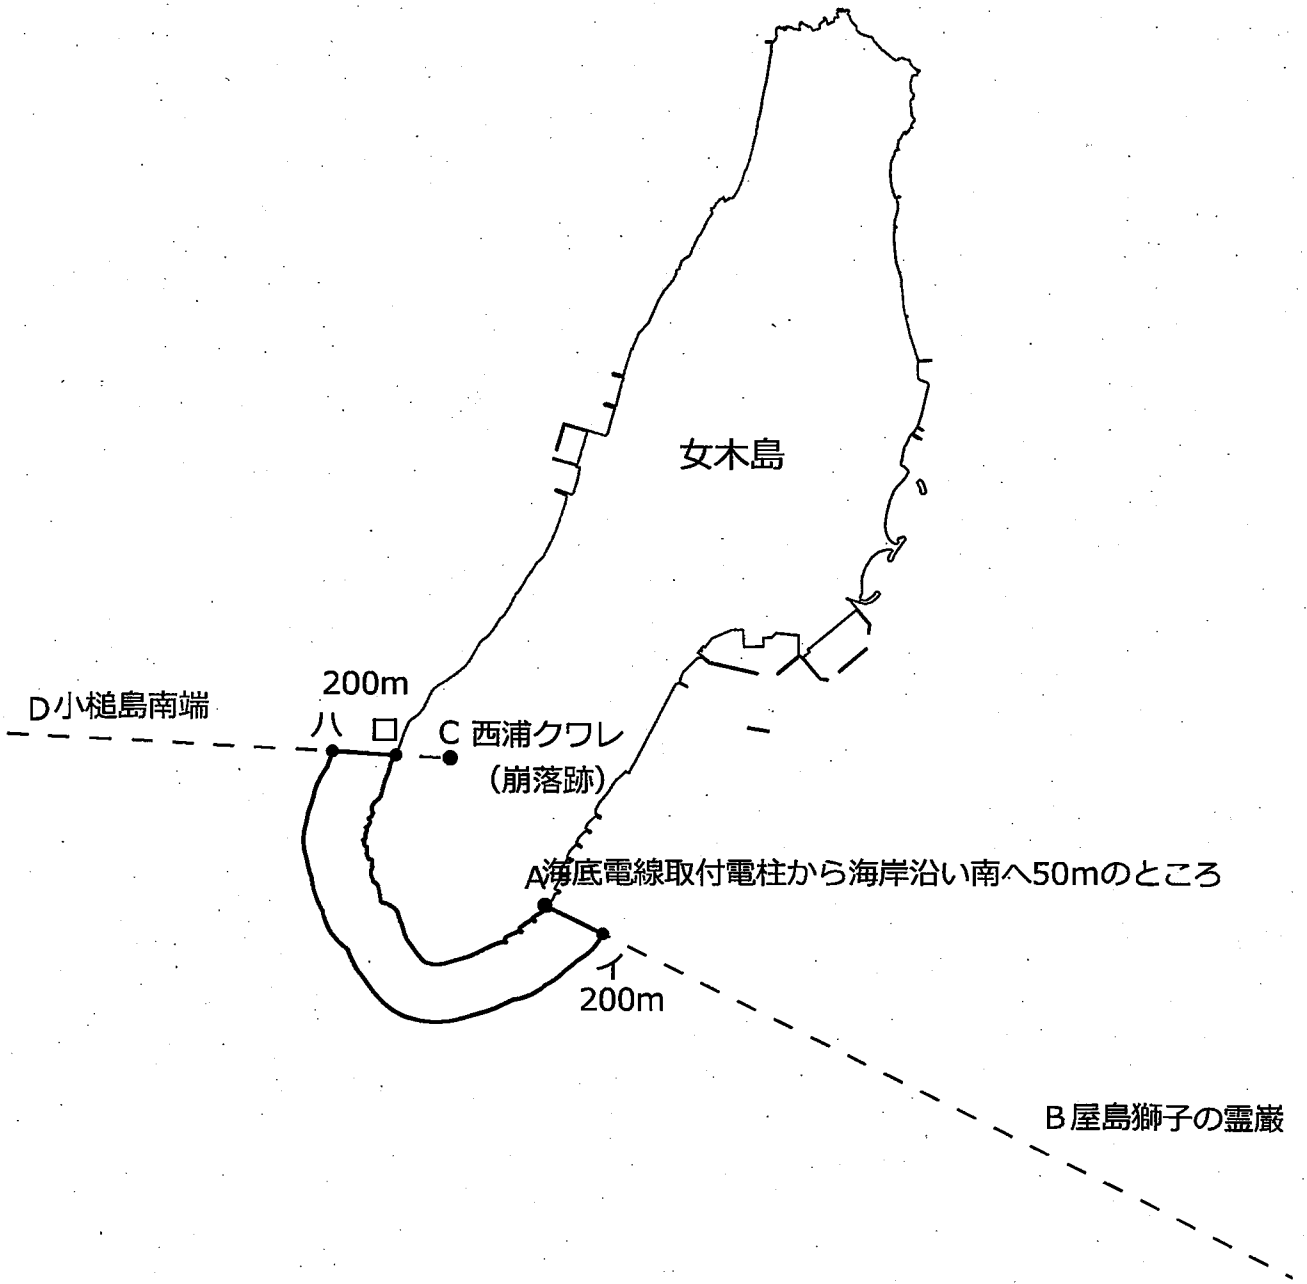 女木島
200m
D小槌島南端
ハ
ロ
C 西浦クワレ
(崩落跡)
A海底電線取付電柱から海岸沿い南へ50mのところ
イ
200m
B屋島獅子の霊巌